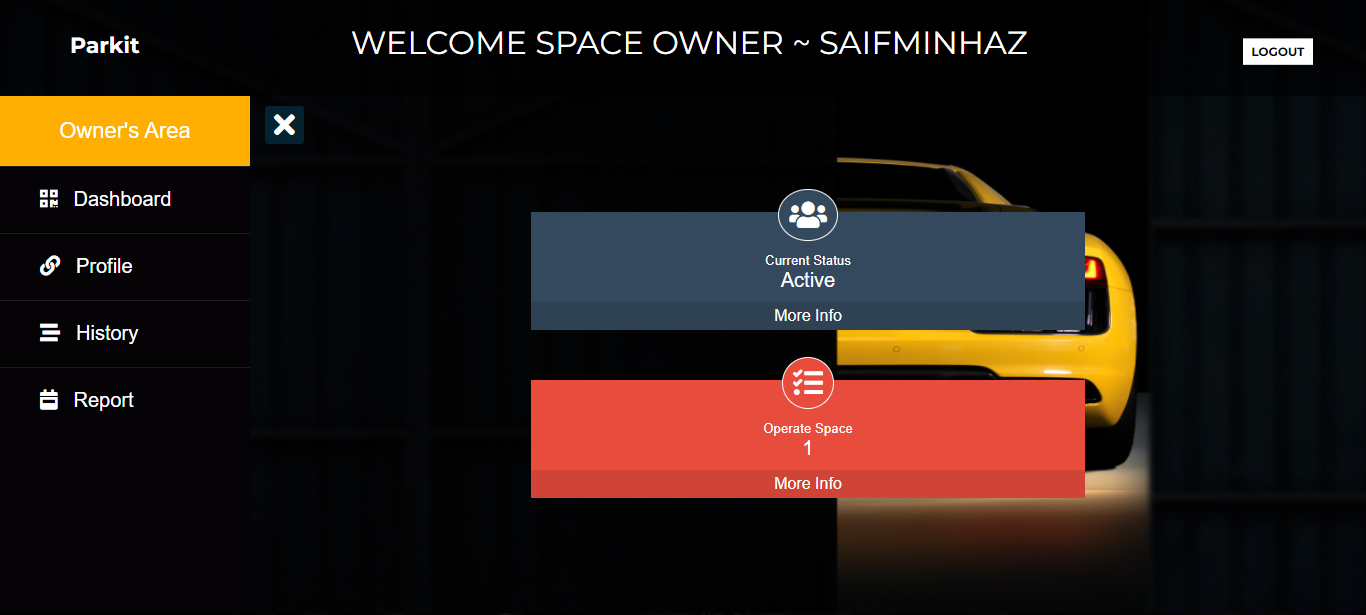 Parkit
WELCOME SPACE OWNER ~ SAIFMINHAZ
LOGOUT
Owner's Area
Dashboard
Profile
History
Report
Current Status
Active
More Info
Operate Space
1
More Info